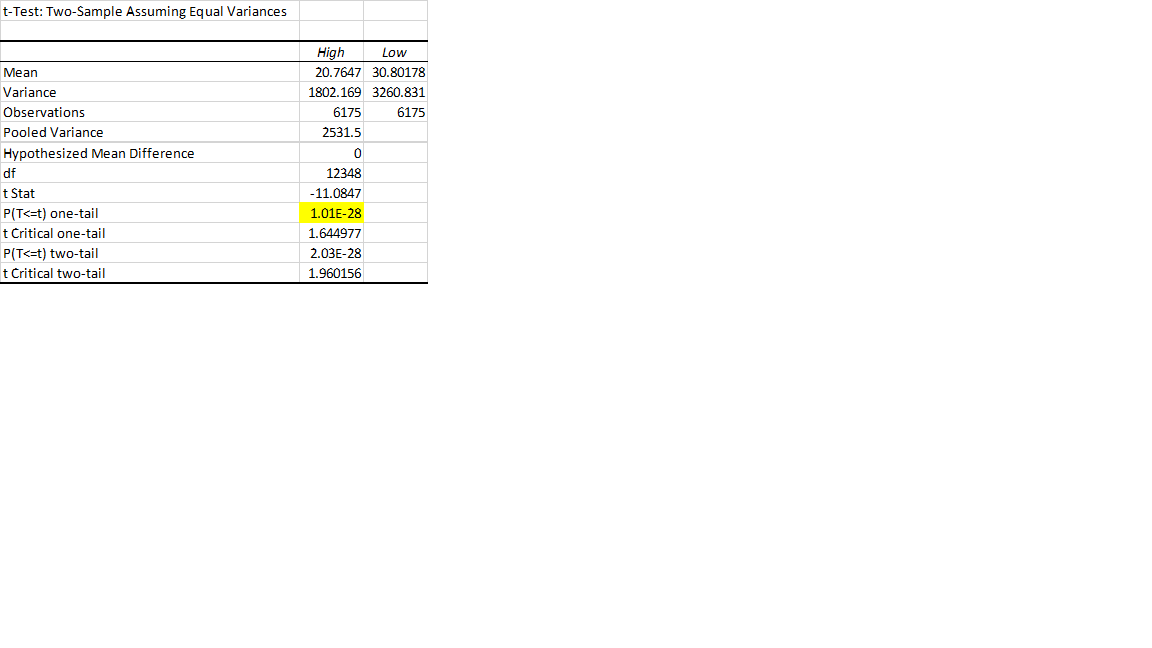 t-Test: Two-Sample Assuming Equal Variances
High Low
Mean 20.7647 30.80178
Variance 1802.169 3260.831
Observations 6175 6175
Pooled Variance 2531.5
Hypothesized Mean Difference 0
df 12348
t Stat -11.0847
P(T<=t) one-tail 1.01E-28
t Critical one-tail 1.644977
P(T<=t) two-tail 2.03E-28
t Critical two-tail 1.960156